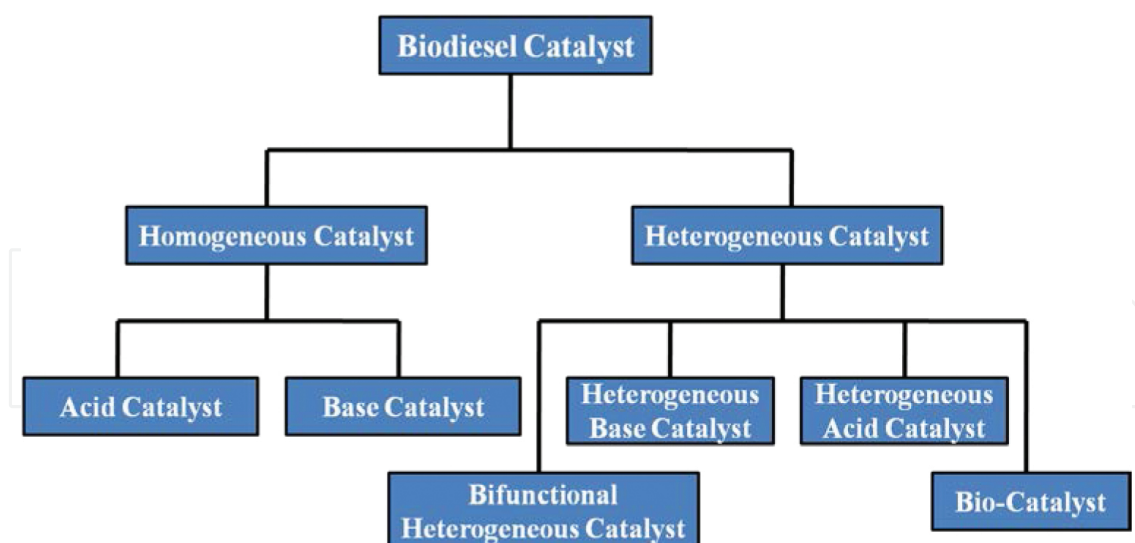 Biodiesel Catalyst
Homogeneous Catalyst
Heterogeneous Catalyst
Acid Catalyst
Base Catalyst
Heterogeneous
Base Catalyst
Heterogeneous
Acid Catalyst
Bifunctional
Heterogeneous Catalyst
Bio-Catalyst